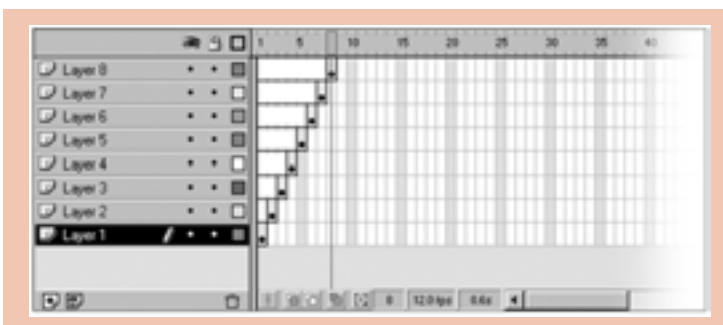 1 5 10 15 20 25 30 35 40
Layer 8
Layer 7
Layer 6
Layer 5
Layer 4
Layer 3
Layer 2
Layer 1
8 12.0 fps 0.6s